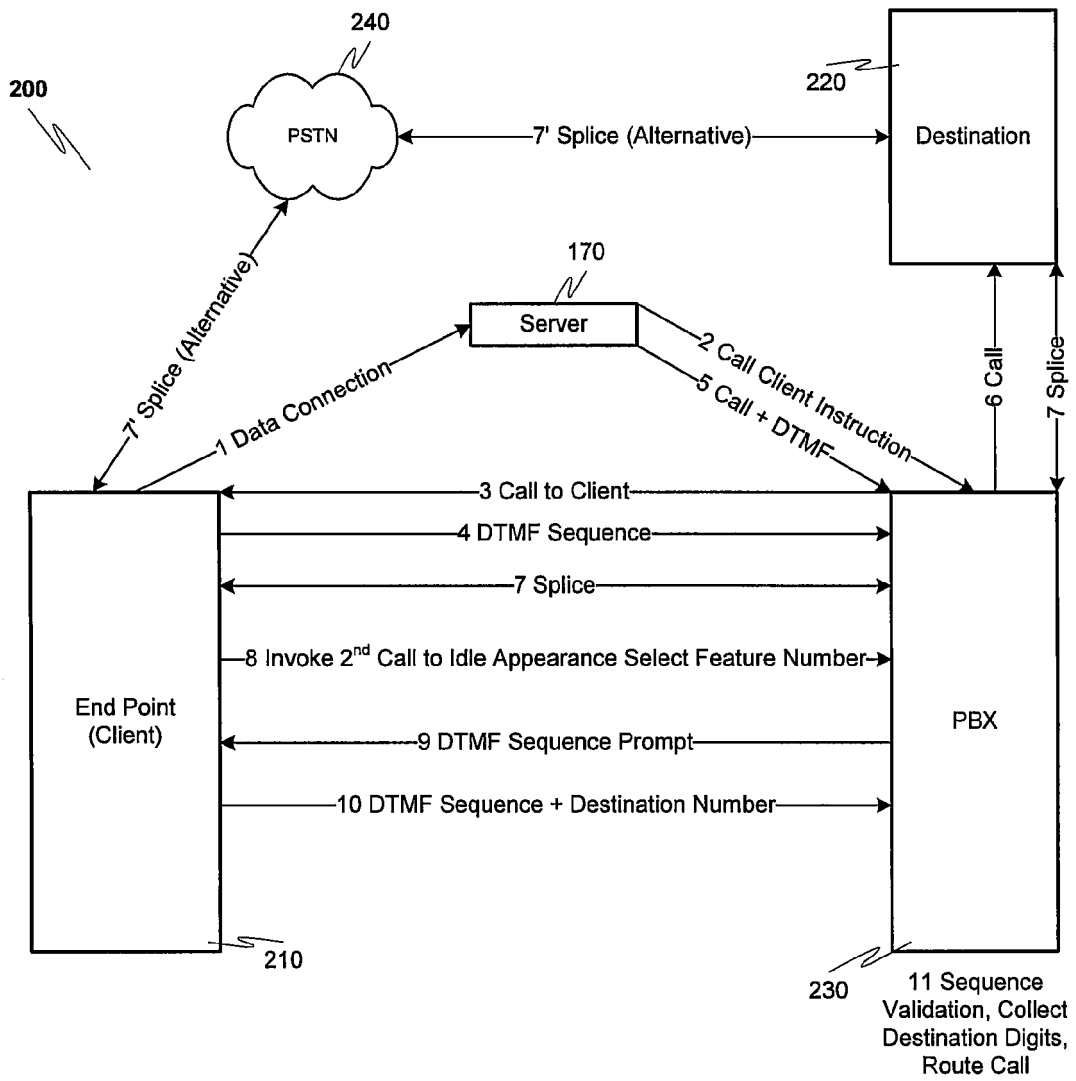 240
200
PSTN
7' Splice (Alternative)
220
Destination
170
Server
7' Splice (Alternative)
1 Data Connection
2 Call Client Instruction
5 Call + DTMF
6 Call
7 Splice
3 Call to Client
4 DTMF Sequence
7 Splice
8 Invoke 2nd Call to Idle Appearance Select Feature Number
End Point
(Client)
PBX
9 DTMF Sequence Prompt
10 DTMF Sequence + Destination Number
210
230
11 Sequence
Validation, Collect
Destination Digits,
Route Call